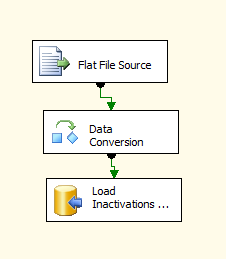 Flat File Source
Data
Conversion
Load
Inactivations ...